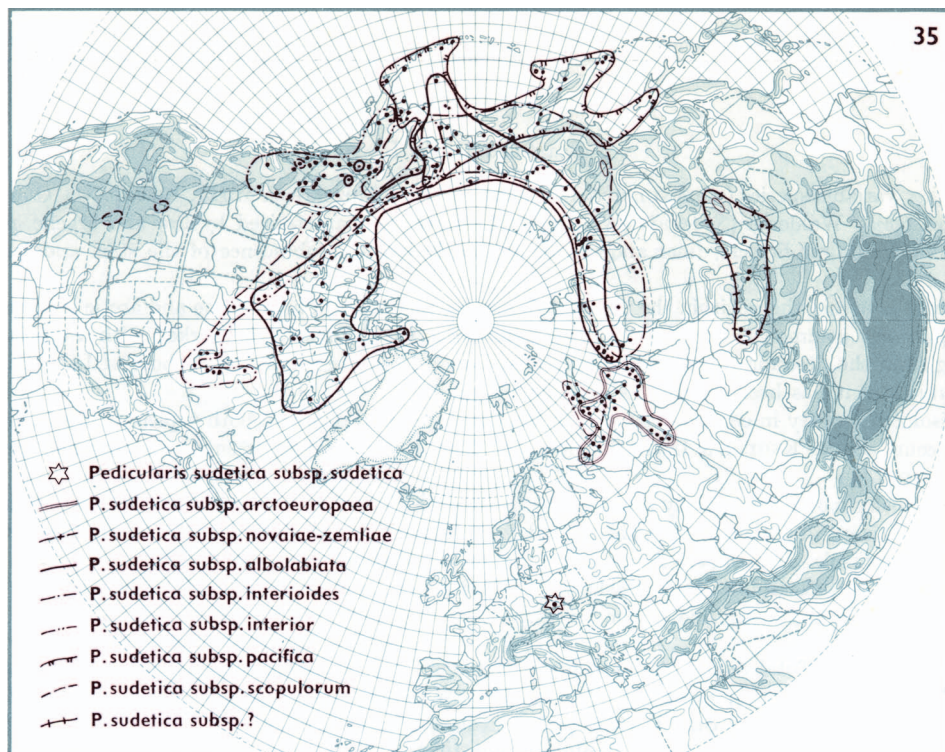 35
Pedicularis sudetica subsp. sudetica
P. sudetica subsp. arctoeuropaea
P. sudetica subsp. novaiae-zemliae
P. sudetica subsp. albolabiata
P. sudetica subsp. interioides
P. sudetica subsp. interior
P. sudetica subsp. pacifica
P. sudetica subsp. scopulorum
P. sudetica subsp. ?